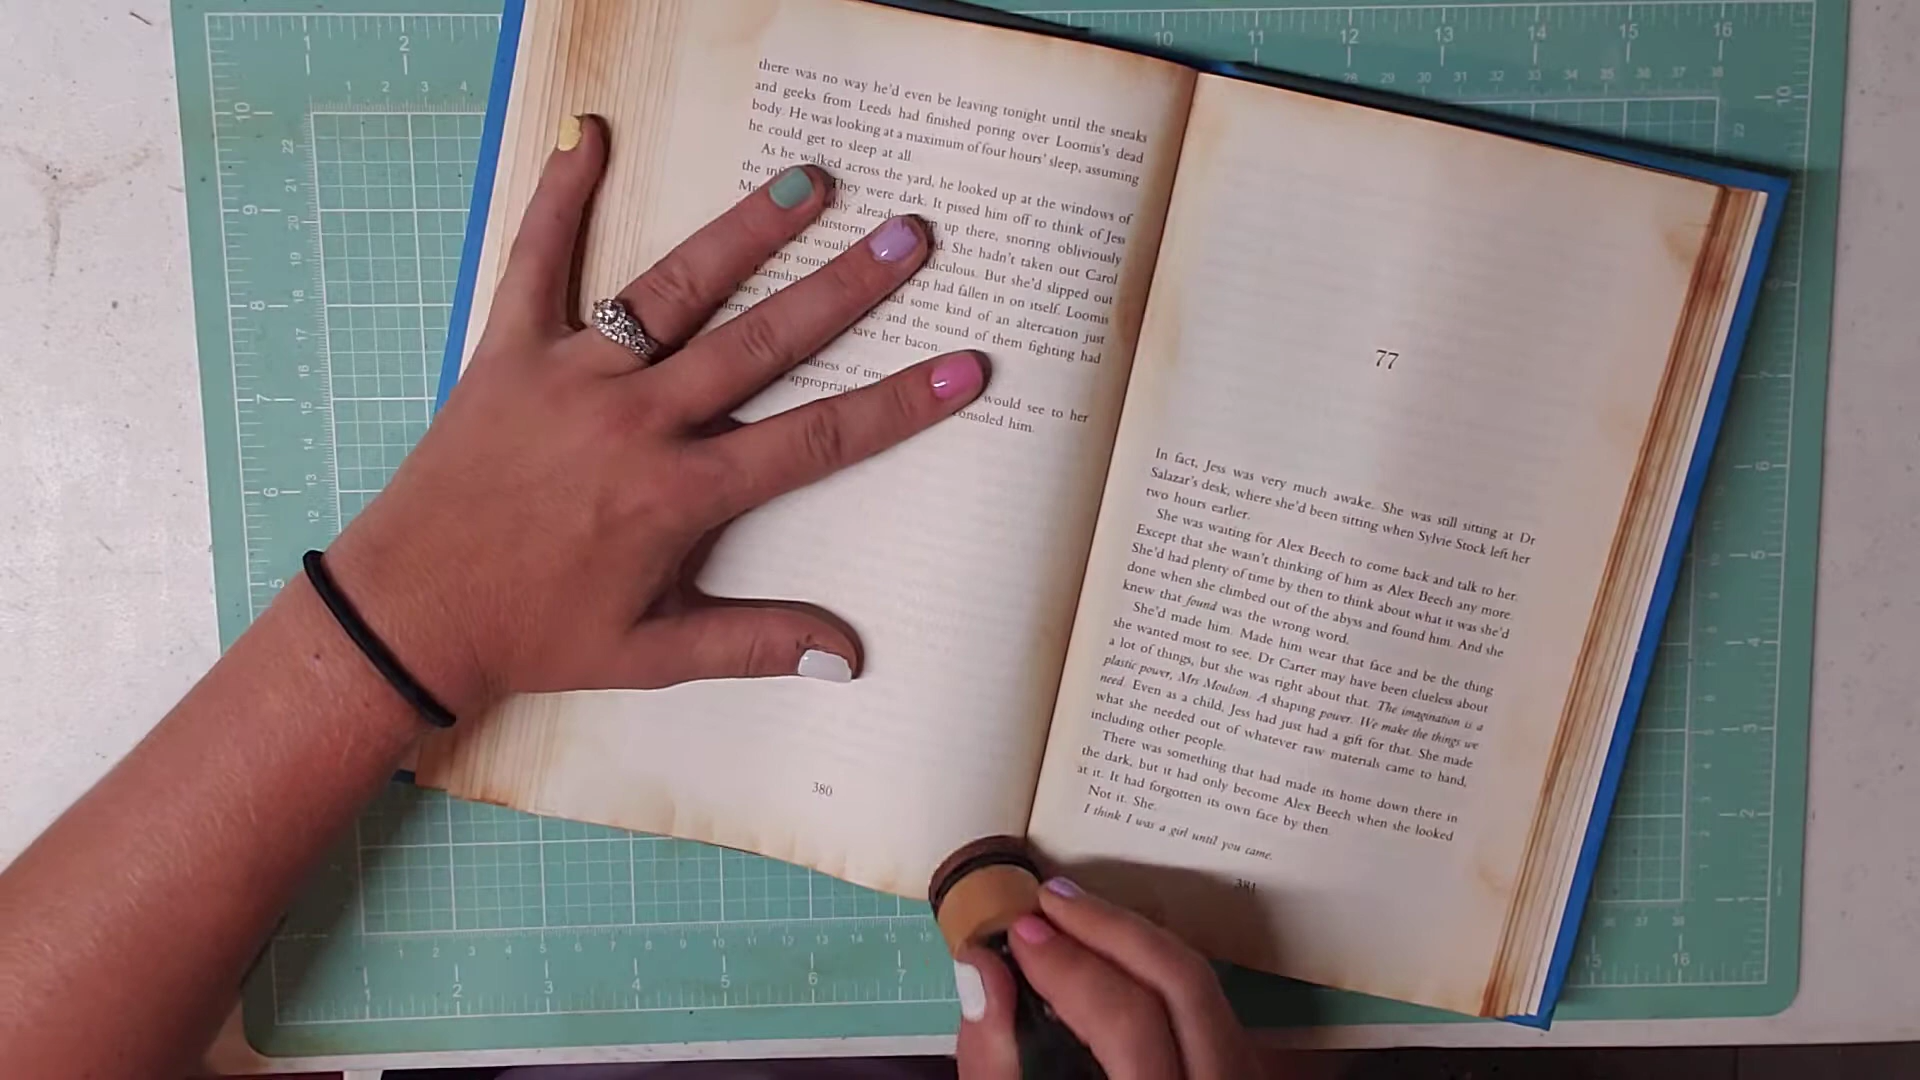 there was no way he'd even be leaving tonight until the sneaks
and geeks from Leeds had finished poring over Loomis's dead
body. He was looking at a maximum of four hours' sleep, assuming
he could get to sleep at all.
As he walked across the yard, he looked up at the windows of
the They were dark. It pissed him off to think of Jess
already up there, snoring obliviously
She hadn't taken out Carol
But she'd slipped out
trap had fallen in on itself. Loomis
some kind of an altercation just
and the sound of them fighting had
save her bacon.
of would see to her
consoled him.
380
77
In fact, Jess was very much awake. She was still sitting at Dr
Salazar's desk, where she'd been sitting when Sylvie Stock left her
two hours earlier.
She was waiting for Alex Beech to come back and talk to her.
Except that she wasn't thinking of him as Alex Beech any more.
She'd had plenty of time by then to think about what it was she'd
done when she climbed out of the abyss and found him. And she
knew that found was the wrong word.
She'd made him. Made him wear that face and be the thing
she wanted most to see. Dr Carter may have been clueless about
a lot of things, but she was right about that. The imagination is a
plastic power, Mrs Moulson. A shaping power. We make the things we
need. Even as a child, Jess had just had a gift for that. She made
what she needed out of whatever raw materials came to hand,
including other people.
There was something that had made its home down there in
the dark, but it had only become Alex Beech when she looked
at it. It had forgotten its own face by then.
Not it. She.
I think I was a girl until you came.
381